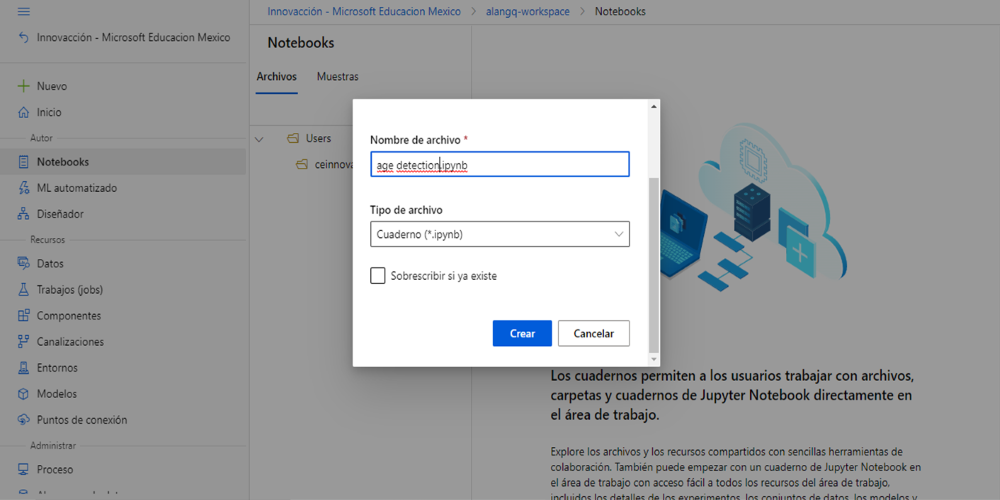 Innovacción - Microsoft Educacion Mexico > alangq-workspace > Notebooks
Innovacción - Microsoft Educacion Mexico
Nuevo
Inicio
Autor
Notebooks
ML automatizado
Diseñador
Recursos
Datos
Trabajos (jobs)
Componentes
Canalizaciones
Entornos
Modelos
Puntos de conexión
Administrar
Proceso
Notebooks
Archivos Muestras
Users
ceinnova
Nombre de archivo *
age detection.ipynb
Tipo de archivo
Cuaderno (*.ipynb)
Sobrescribir si ya existe
Crear Cancelar
Los cuadernos permiten a los usuarios trabajar con archivos,
carpetas y cuadernos de Jupyter Notebook directamente en
el área de trabajo.
Explore los archivos y los recursos compartidos con sencillas herramientas de
colaboración. También puede empezar con un cuaderno de Jupyter Notebook en
el área de trabajo con acceso fácil a todos los recursos del área de trabajo,
incluidos los detalles de los experimentos, los conjuntos de datos, los modelos y